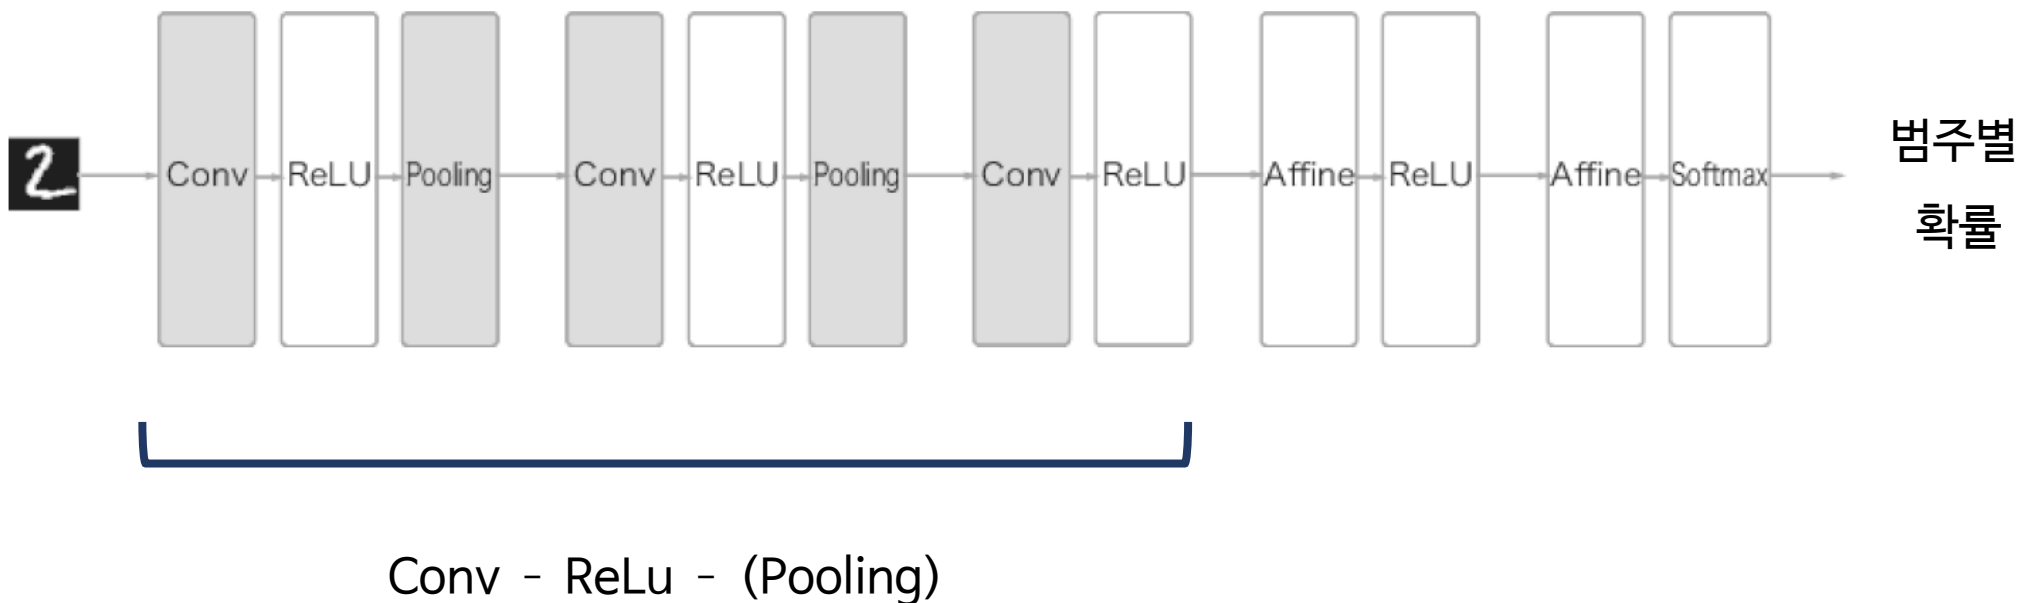 2
Conv ReLU Pooling Conv ReLU Pooling Conv ReLU Affine ReLU Affine Softmax
범주별
확률
Conv - ReLu - (Pooling)